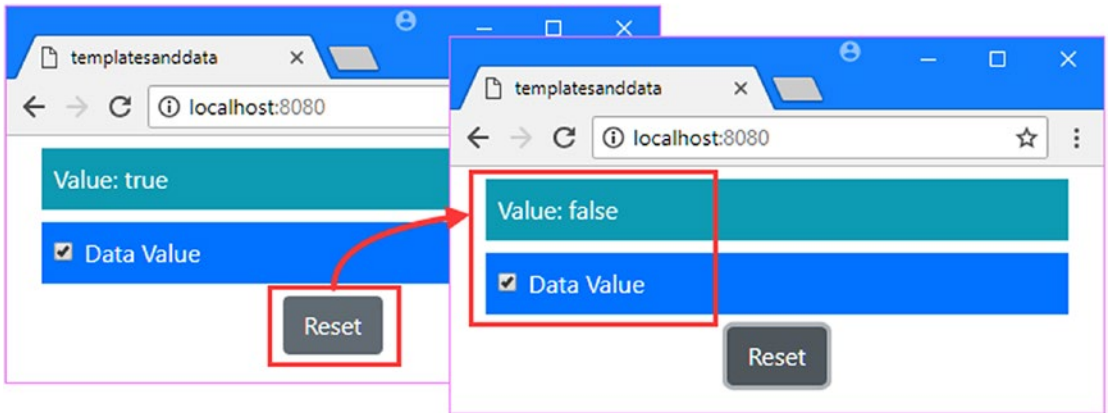 templatesanddata
localhost:8080
Value: true
Data Value
Reset
templatesanddata
localhost:8080
Value: false
Data Value
Reset